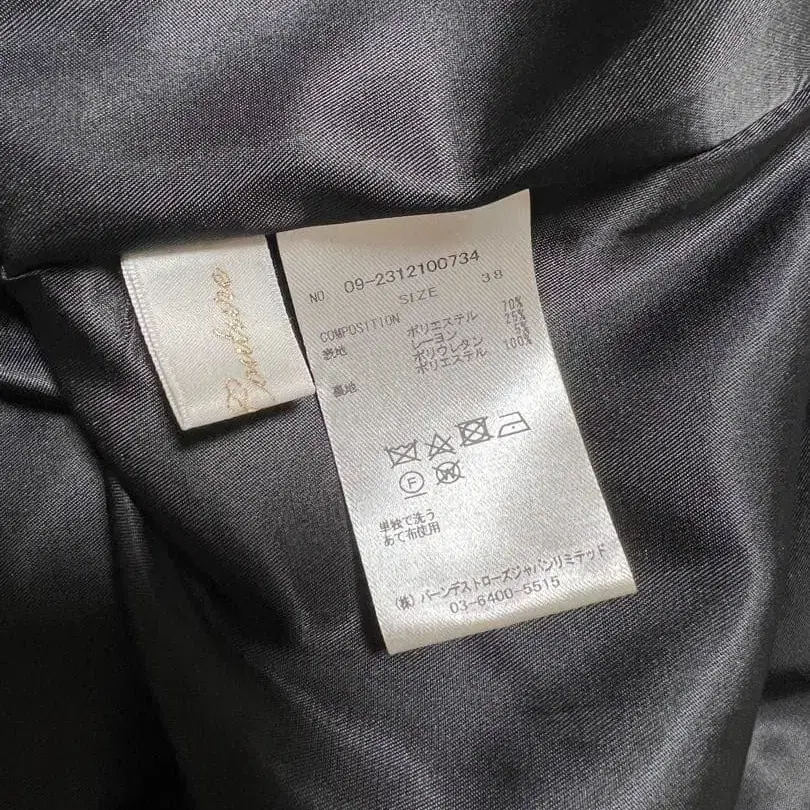 NO. 09-2312100734
SIZE 38
COMPOSITION
表地 ポリエステル 70%
レーヨン 25%
ポリウレタン 5%
裏地 ポリエステル 100%
F
W
単独で洗う
あて布使用
(株) バーンデストローズジャパンリミテッド
03-6400-5515